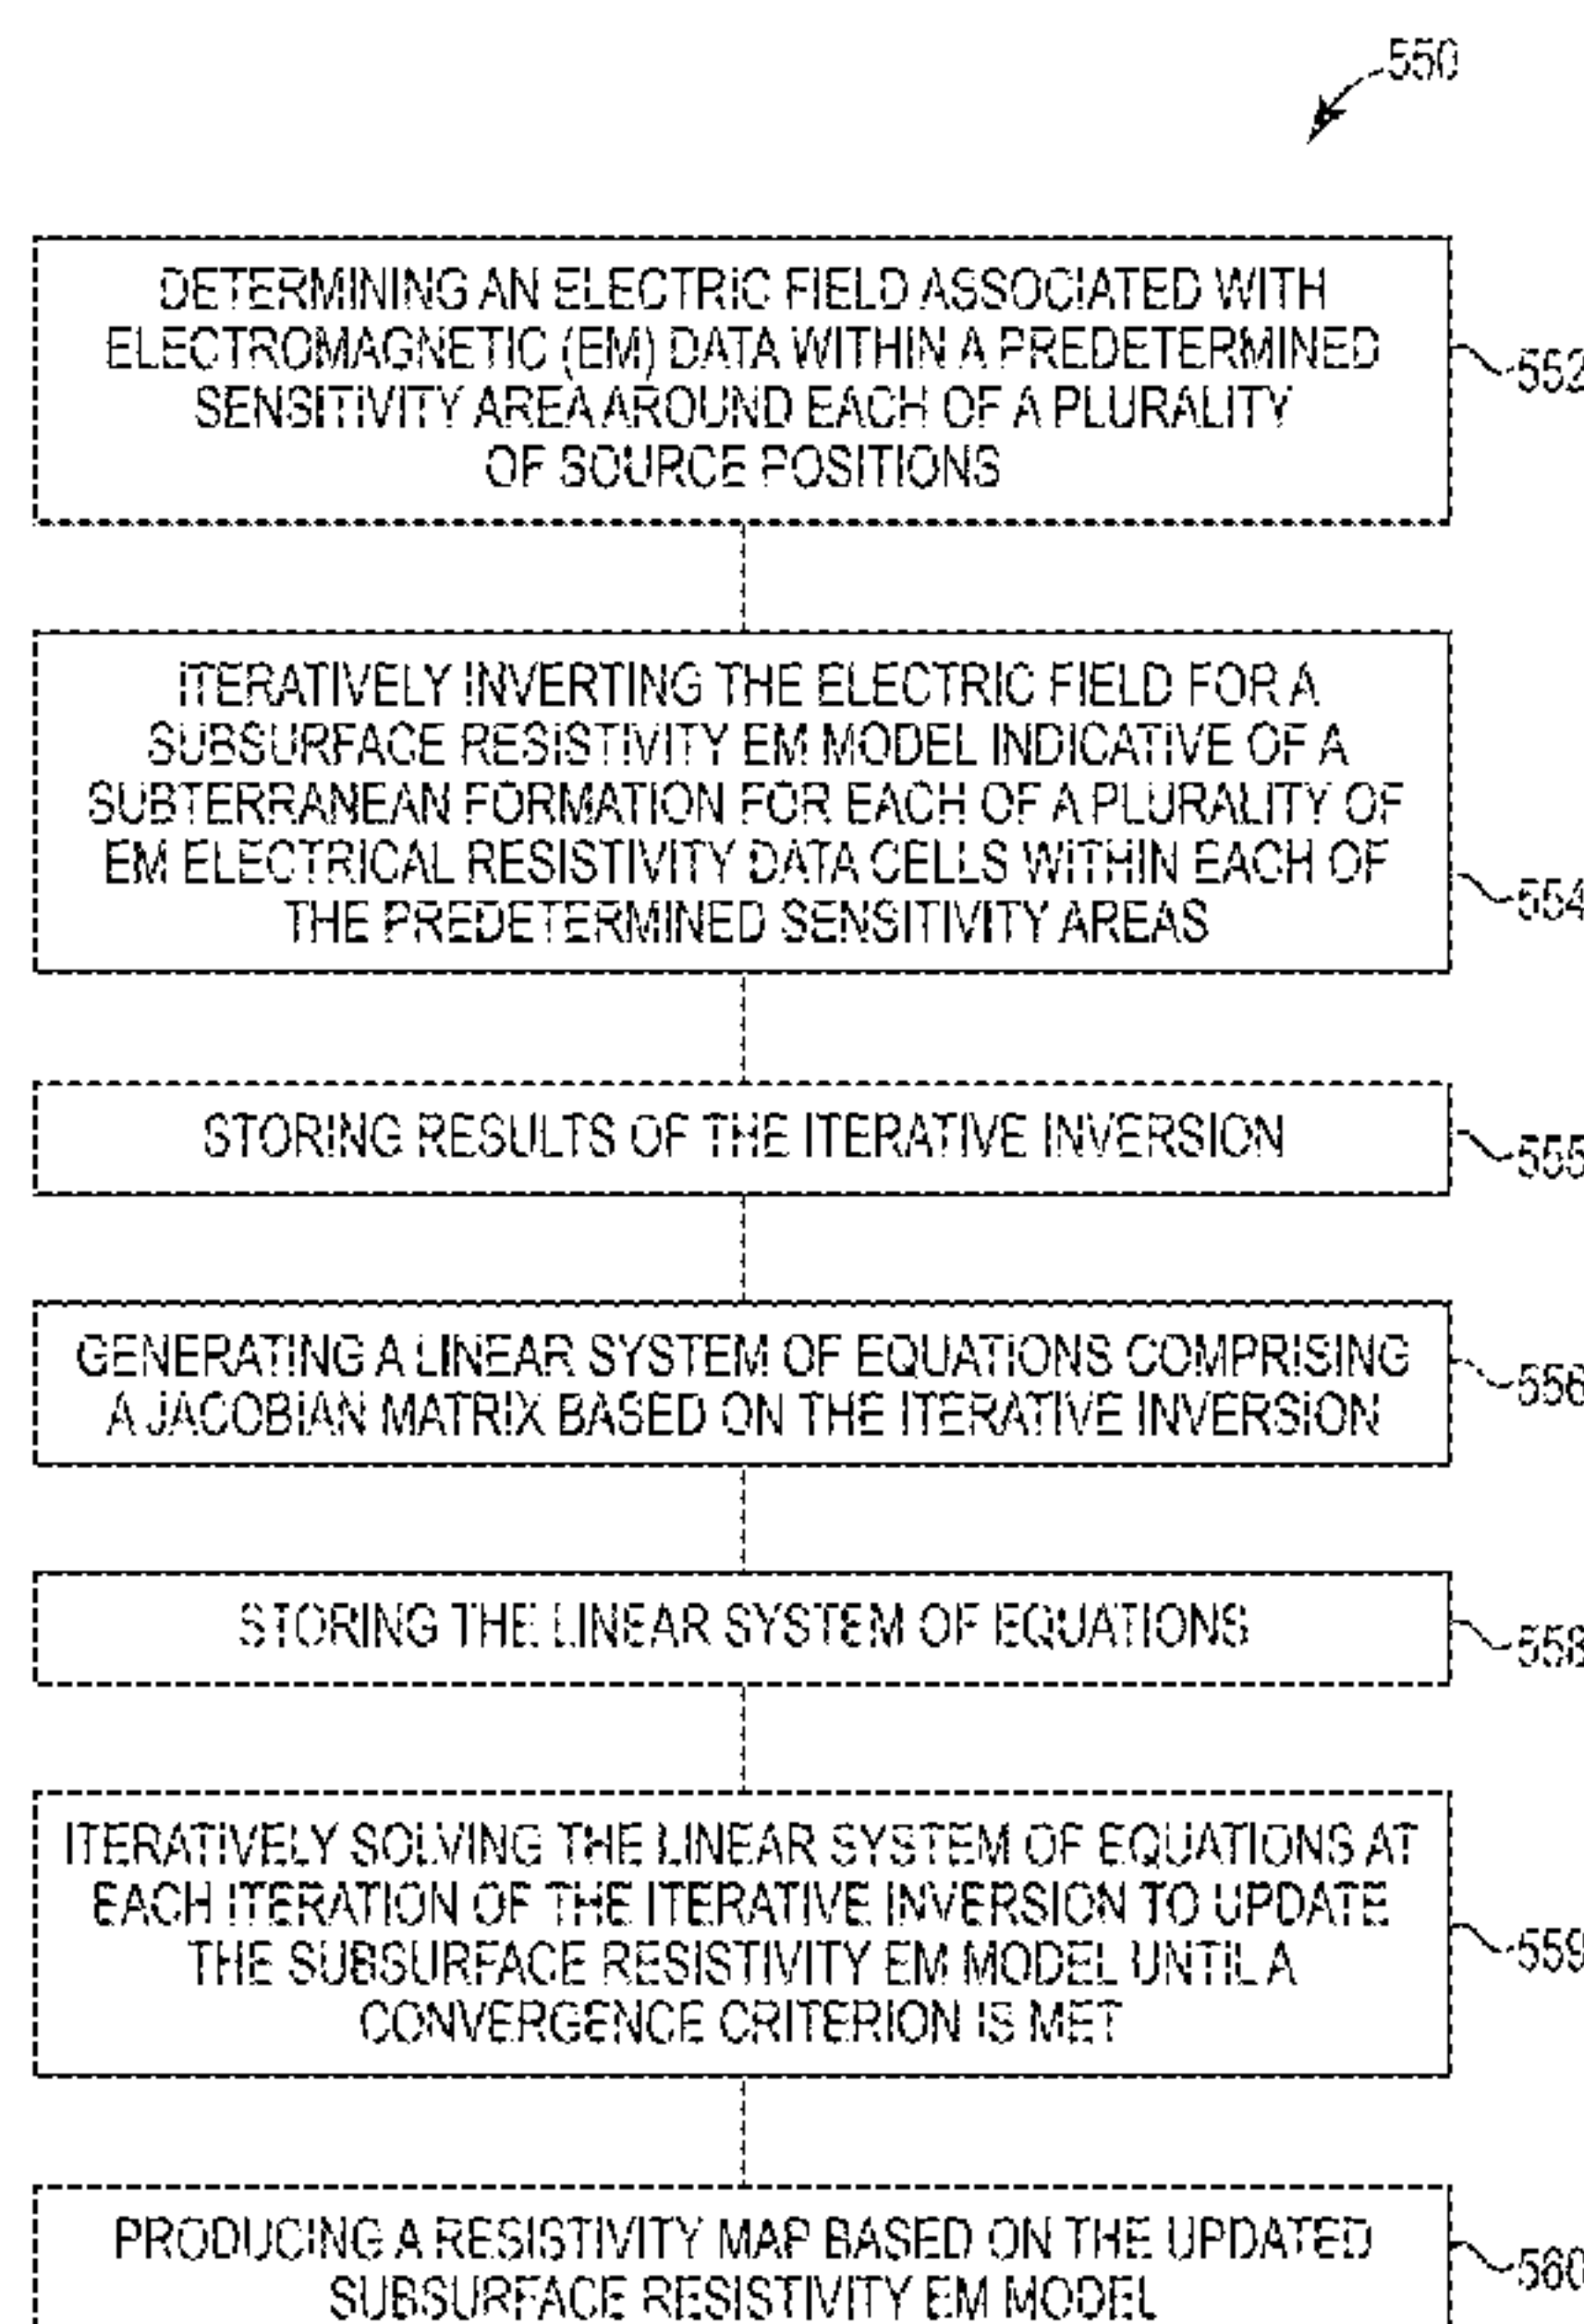 550
DETERMINING AN ELECTRIC FIELD ASSOCIATED WITH
ELECTROMAGNETIC (EM) DATA WITHIN A PREDETERMINED
SENSITIVITY AREA AROUND EACH OF A PLURALITY
OF SOURCE POSITIONS
552
ITERATIVELY INVERTING THE ELECTRIC FIELD FOR A
SUBSURFACE RESISTIVITY EM MODEL INDICATIVE OF A
SUBTERRANEAN FORMATION FOR EACH OF A PLURALITY OF
EM ELECTRICAL RESISTIVITY DATA CELLS WITHIN EACH OF
THE PREDETERMINED SENSITIVITY AREAS
554
STORING RESULTS OF THE ITERATIVE INVERSION
555
GENERATING A LINEAR SYSTEM OF EQUATIONS COMPRISING
A JACOBIAN MATRIX BASED ON THE ITERATIVE INVERSION
556
STORING THE LINEAR SYSTEM OF EQUATIONS
558
ITERATIVELY SOLVING THE LINEAR SYSTEM OF EQUATIONS AT
EACH ITERATION OF THE ITERATIVE INVERSION TO UPDATE
THE SUBSURFACE RESISTIVITY EM MODEL UNTIL A
CONVERGENCE CRITERION IS MET
559
PRODUCING A RESISTIVITY MAP BASED ON THE UPDATED
SUBSURFACE RESISTIVITY EM MODEL
560